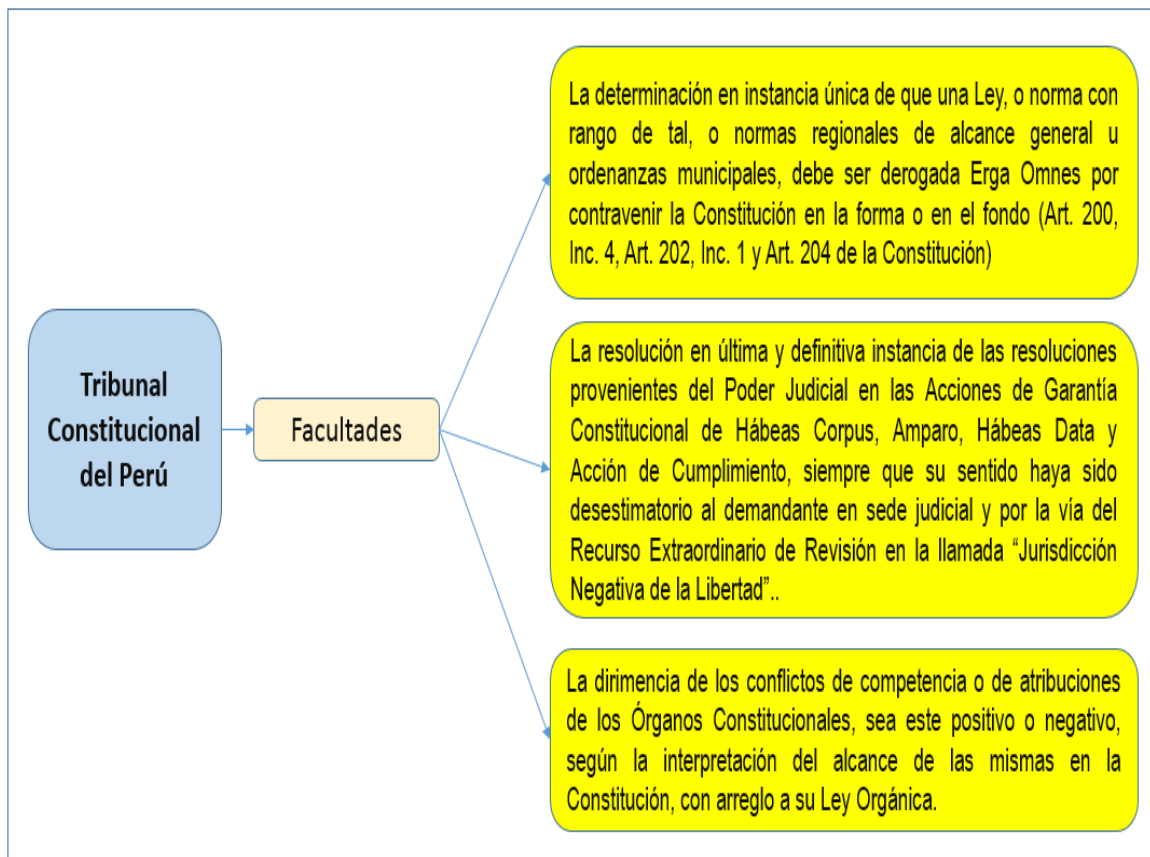 Tribunal
Constitucional
del Perú
Facultades
La determinación en instancia única de que una Ley, o norma con
rango de tal, o normas regionales de alcance general u
ordenanzas municipales, debe ser derogada Erga Omnes por
contravenir la Constitución en la forma o en el fondo (Art. 200,
Inc. 4, Art. 202, Inc. 1 y Art. 204 de la Constitución)
La resolución en última y definitiva instancia de las resoluciones
provenientes del Poder Judicial en las Acciones de Garantía
Constitucional de Hábeas Corpus, Amparo, Hábeas Data y
Acción de Cumplimiento, siempre que su sentido haya sido
desestimatorio al demandante en sede judicial y por la vía del
Recurso Extraordinario de Revisión en la llamada “Jurisdicción
Negativa de la Libertad”..
La dirimencia de los conflictos de competencia o de atribuciones
de los Órganos Constitucionales, sea este positivo o negativo,
según la interpretación del alcance de las mismas en la
Constitución, con arreglo a su Ley Orgánica.